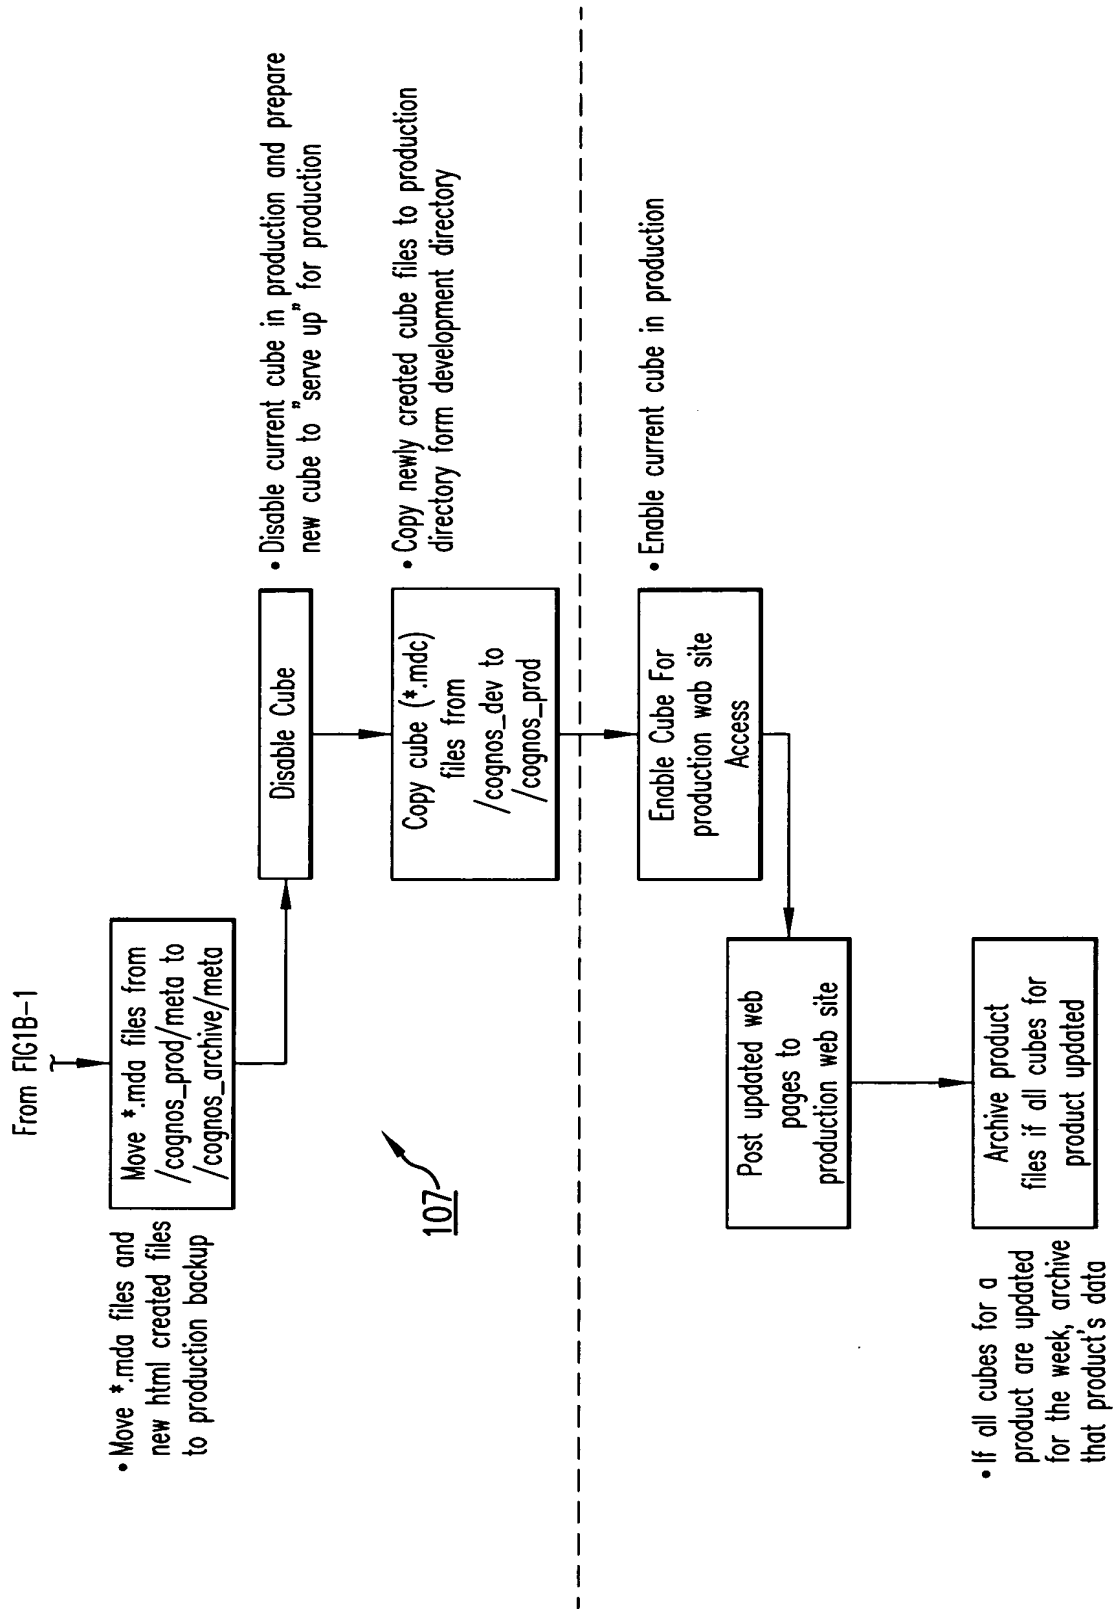 From FIG1B-1
• Move *.mda files and
new html created files
to production backup
Move *.mda files from
/cognos_prod/meta to
/cognos_archive/meta
Disable Cube
• Disable current cube in production and prepare
new cube to "serve up" for production
Copy cube (*.mdc)
files from
/cognos_dev to
/cognos_prod
• Copy newly created cube files to production
directory form development directory
107
Enable Cube For
production wab site
Access
• Enable current cube in production
Post updated web
pages to
production web site
• If all cubes for a
product are updated
for the week, archive
that product's data
Archive product
files if all cubes for
product updated